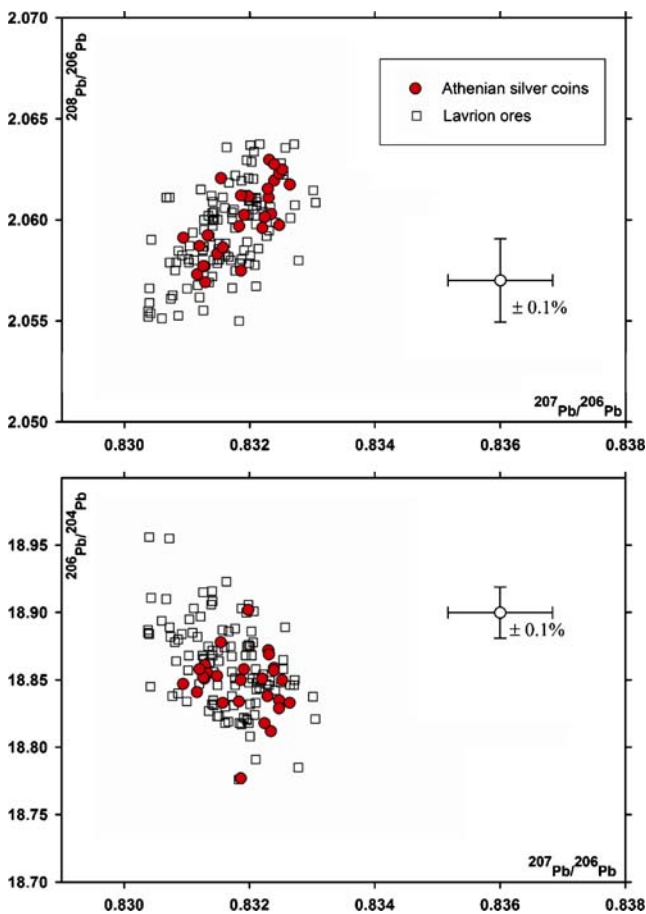 2.070
208Pb/206Pb
Athenian silver coins
Lavrion ores
2.065
2.060
± 0.1%
2.055
207Pb/206Pb
2.050
0.830 0.832 0.834 0.836 0.838
206Pb/204Pb
18.95
18.90
± 0.1%
18.85
18.80
18.75
207Pb/206Pb
18.70
0.830 0.832 0.834 0.836 0.838